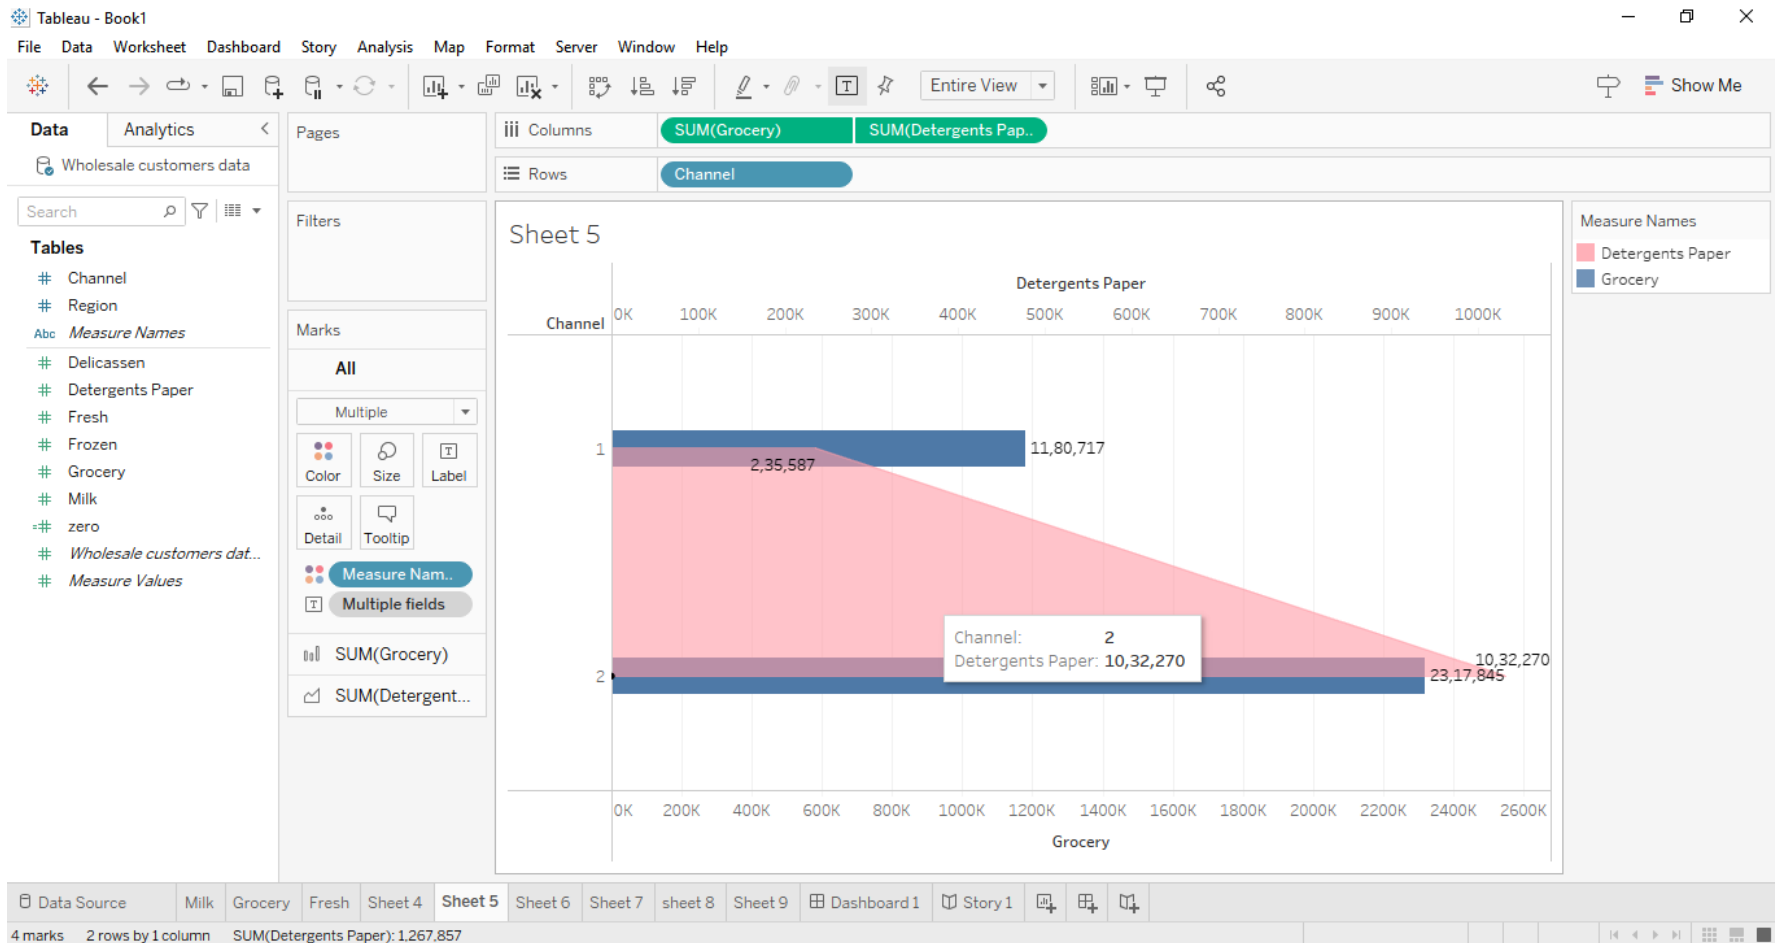 Tableau - Book1
File Data Worksheet Dashboard Story Analysis Map Format Server Window Help
Entire View
Show Me
Data Analytics
Wholesale customers data
Search
Tables
Channel
Region
Abc Measure Names
Delicassen
Detergents Paper
Fresh
Frozen
Grocery
Milk
zero
Wholesale customers dat...
Measure Values
Pages
Filters
Marks
All
Multiple
Color Size Label
Detail Tooltip
Measure Nam..
Multiple fields
SUM(Grocery)
SUM(Detergent...
Columns SUM(Grocery) SUM(Detergents Pap..
Rows Channel
Sheet 5
Detergents Paper
Channel
0K 100K 200K 300K 400K 500K 600K 700K 800K 900K 1000K
1 11,80,717
2,35,587
Channel: 2
Detergents Paper: 10,32,270
10,32,270
2 23,17,845
0K 200K 400K 600K 800K 1000K 1200K 1400K 1600K 1800K 2000K 2200K 2400K 2600K
Grocery
Measure Names
Detergents Paper
Grocery
Data Source Milk Grocery Fresh Sheet 4 Sheet 5 Sheet 6 Sheet 7 sheet 8 Sheet 9 Dashboard 1 Story 1
4 marks 2 rows by 1 column SUM(Detergents Paper): 1,267,857